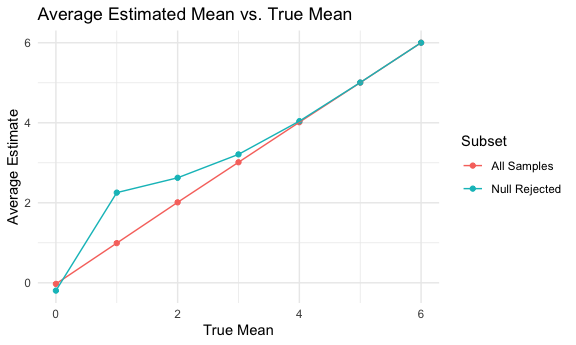 Average Estimated Mean vs. True Mean
Average Estimate
6
4
2
0
0
2
4
6
True Mean
Subset
All Samples
Null Rejected